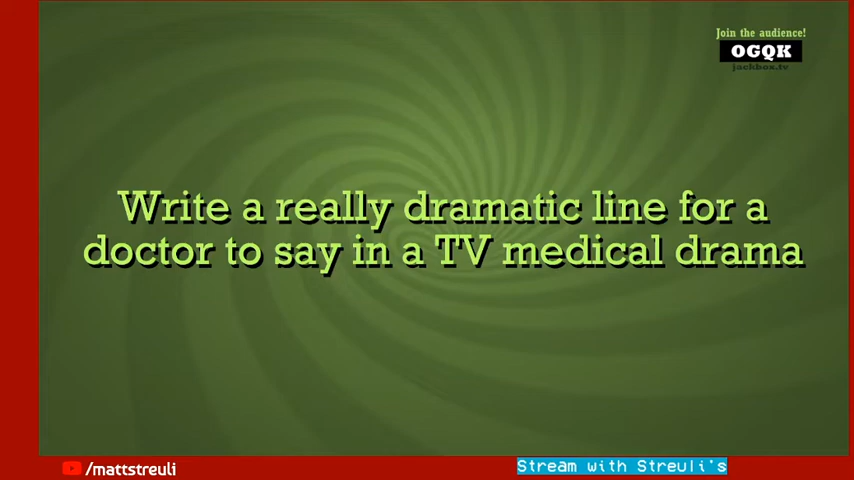 Join the audience!
OGQK
jackbox.tv
Write a really dramatic line for a
doctor to say in a TV medical drama
/mattstreuli
Stream with Streuli's